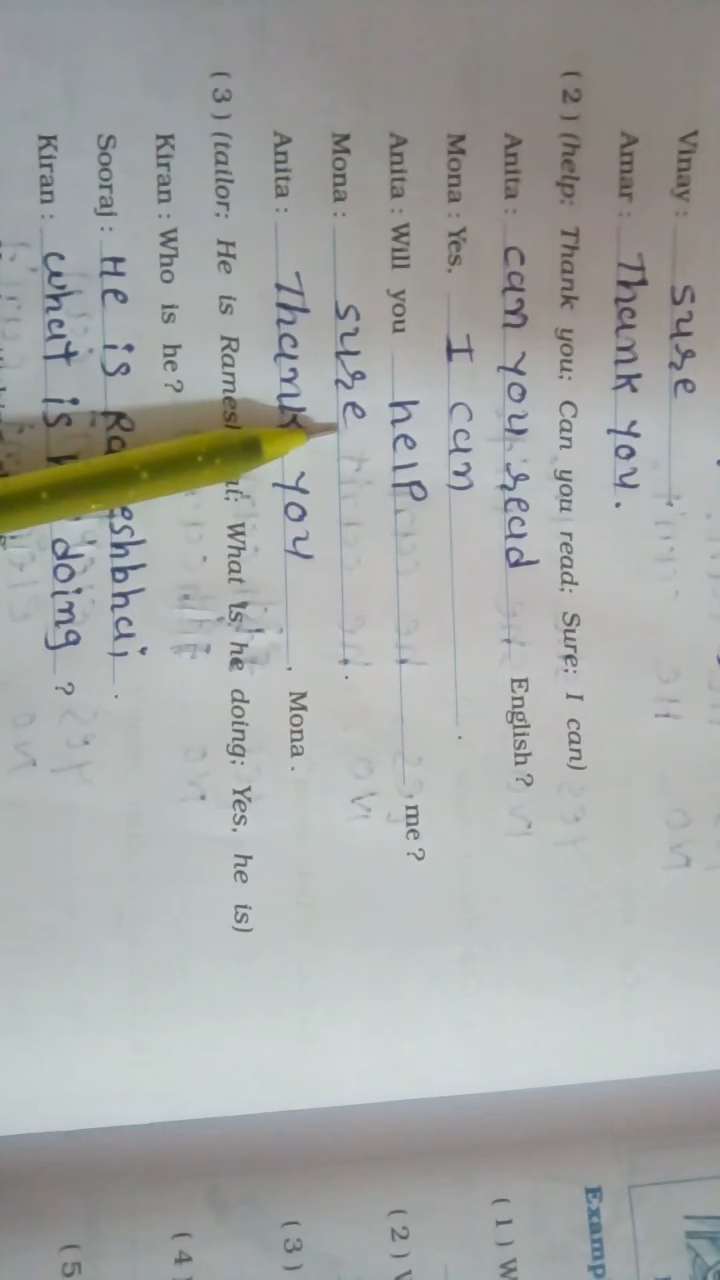 Vinay : sure
Amar : Thank you.
(2) (help; Thank you; Can you read; Sure; I can)
Anita : can you read English?
Mona : Yes, I can.
Anita : Will you help me?
Mona : sure.
Anita : Thank you, Mona.
(3) (tailor; He is What is he doing; Yes, he is)
Kiran : Who is he?
Sooraj : He is
Kiran : what is doing?
Examp
(1) W
(2)
(3)
(4)
(5